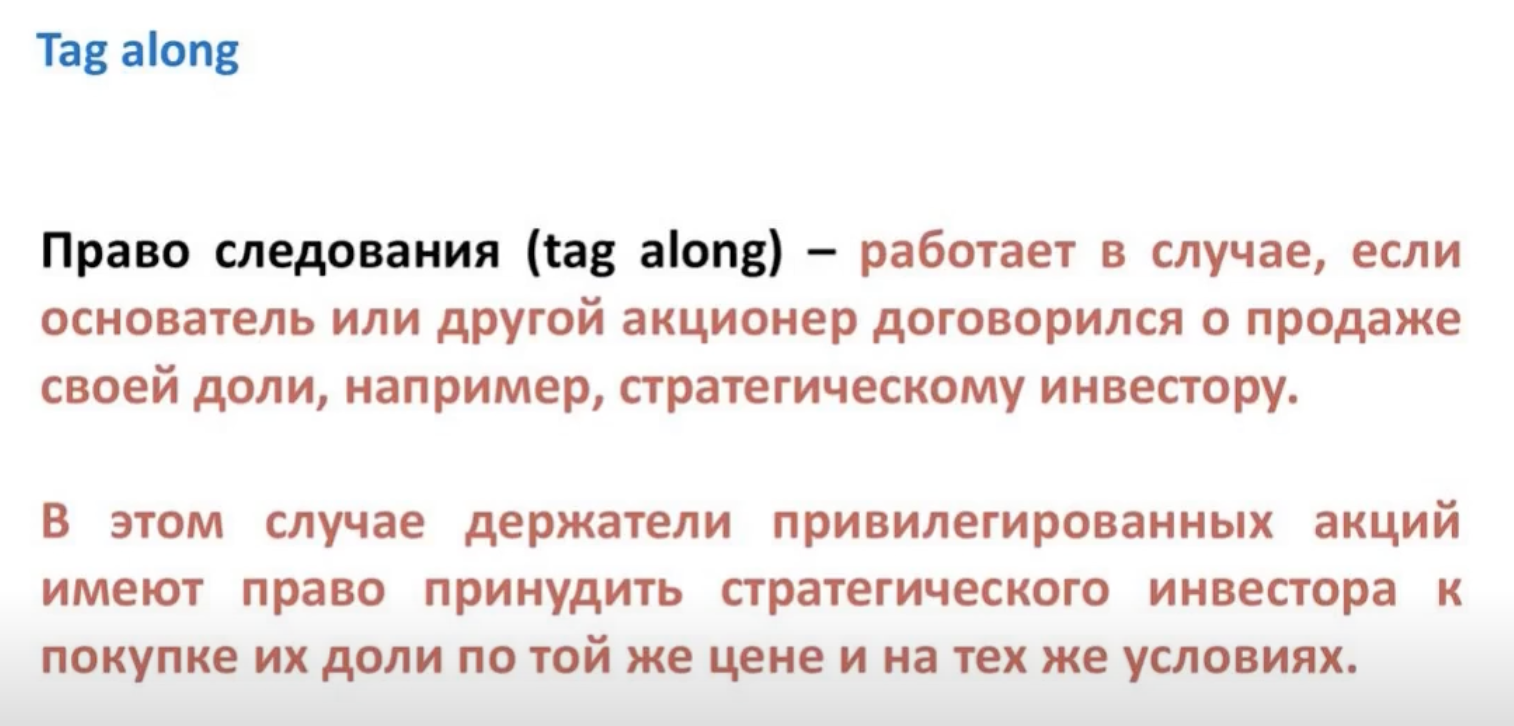 Tag along
Право следования (tag along) – работает в случае, если
основатель или другой акционер договорился о продаже
своей доли, например, стратегическому инвестору.
В этом случае держатели привилегированных акций
имеют право принудить стратегического инвестора к
покупке их доли по той же цене и на тех же условиях.